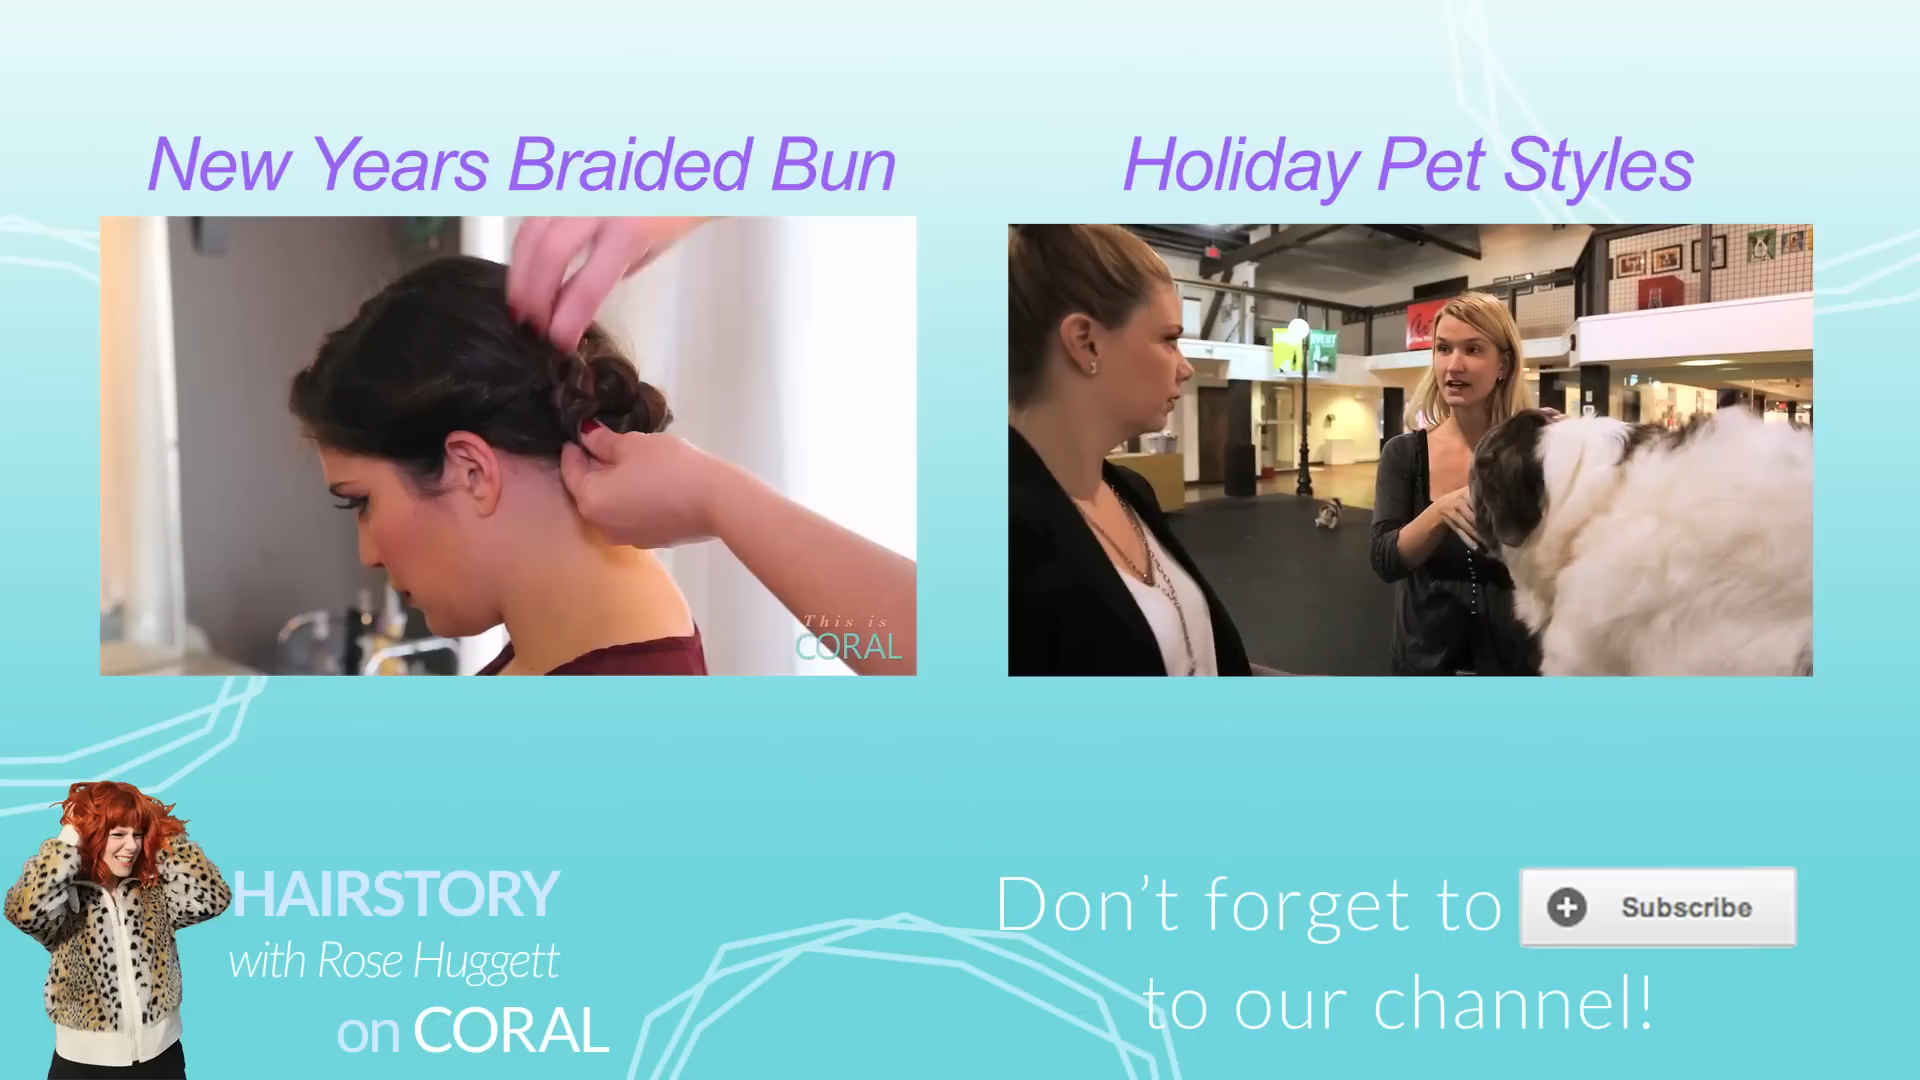 New Years Braided Bun
Holiday Pet Styles
This is
CORAL
HAIRSTORY
with Rose Huggett
on CORAL
Don't forget to
Subscribe
to our channel!